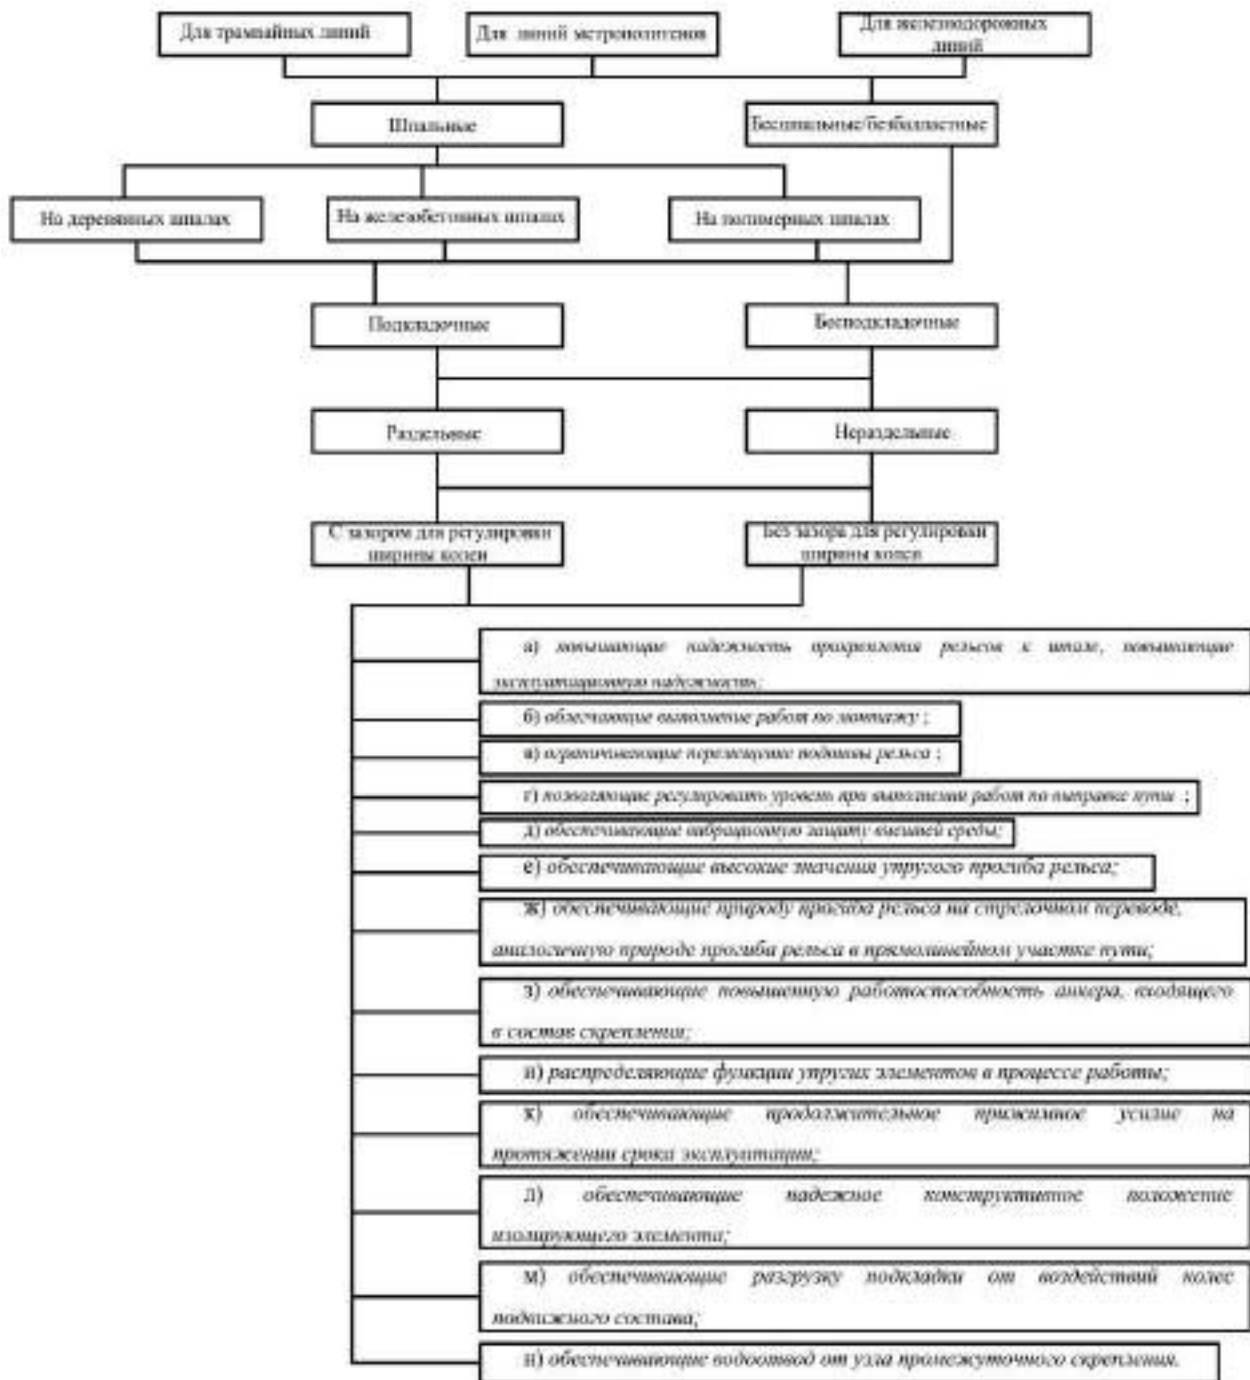 Для трамвайных линий
Для линий метрополитенов
Для железнодорожных
линий
Шпальные
Бесшпальные/безбалластные
На деревянных шпалах
На железобетонных шпалах
На полимерных шпалах
Подкладочные
Бесподкладочные
Раздельные
Нераздельные
С зазором для регулировки
ширины колеи
Без зазора для регулировки
ширины колеи
а) повышающие надежность прикрепления рельсов к шпале, повышающие
эксплуатационную надежность;
б) облегчающие выполнение работ по монтажу ;
в) ограничивающие перемещение подошвы рельса ;
г) позволяющие регулировать уровень при выполнении работ по выправке пути ;
д) обеспечивающие вибрационную защиту внешней среды;
е) обеспечивающие высокие значения упругого прогиба рельса;
ж) обеспечивающие природу прогиба рельса на стрелочном переводе,
аналогичную природе прогиба рельса в прямолинейном участке пути;
з) обеспечивающие повышенную работоспособность анкера, входящего
в состав скрепления;
и) распределяющие функции упругих элементов в процессе работы;
к) обеспечивающие продолжительное прижимное усилие на
протяжении срока эксплуатации;
л) обеспечивающие надежное конструктивное положение
изолирующего элемента;
м) обеспечивающие разгрузку подкладки от воздействий колес
подвижного состава;
н) обеспечивающие водоотвод от узла промежуточного скрепления.